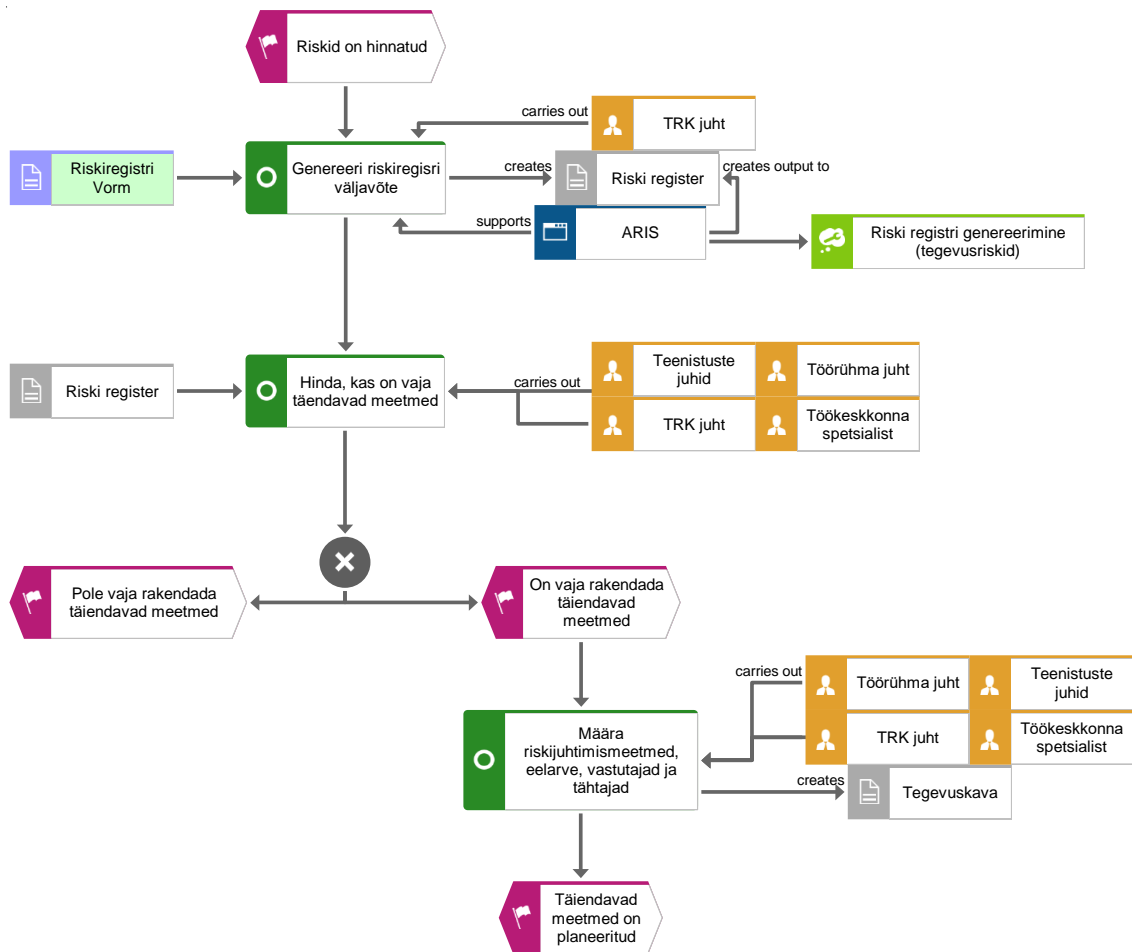 Riskid on hinnatud
carries out
TRK juht
Riskiregistri
Vorm
Genereeri riskiregisri
väljavõte
creates
Riski register
creates output to
supports
ARIS
Riski registri genereerimine
(tegevusriskid)
Riski register
Hinda, kas on vaja
täendavad meetmed
carries out
Teenistuste
juhid
Töörühma juht
TRK juht
Töökeskkonna
spetsialist
Pole vaja rakendada
täiendavad meetmed
On vaja rakendada
täiendavad
meetmed
carries out
Töörühma juht
Teenistuste
juhid
TRK juht
Töökeskkonna
spetsialist
Määra
riskijuhtimismeetmed,
eelarve, vastutajad ja
tähtajad
creates
Tegevuskava
Täiendavad
meetmed on
planeeritud